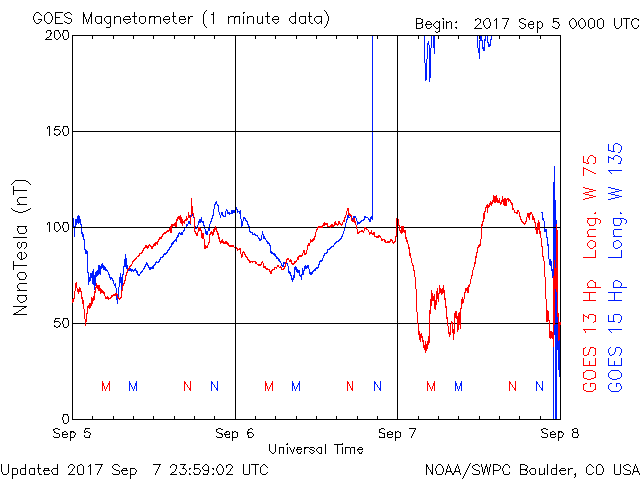 GOES Magnetometer (1 minute data)
Begin: 2017 Sep 5 0000 UTC
200
150
100
50
0
NanoTesla (nT)
M M N N M M N N M M N N
Sep 5 Sep 6 Sep 7 Sep 8
Universal Time
GOES 13 Hp Long. W 75
GOES 15 Hp Long. W 135
Updated 2017 Sep 7 23:59:02 UTC
NOAA/SWPC Boulder, CO USA